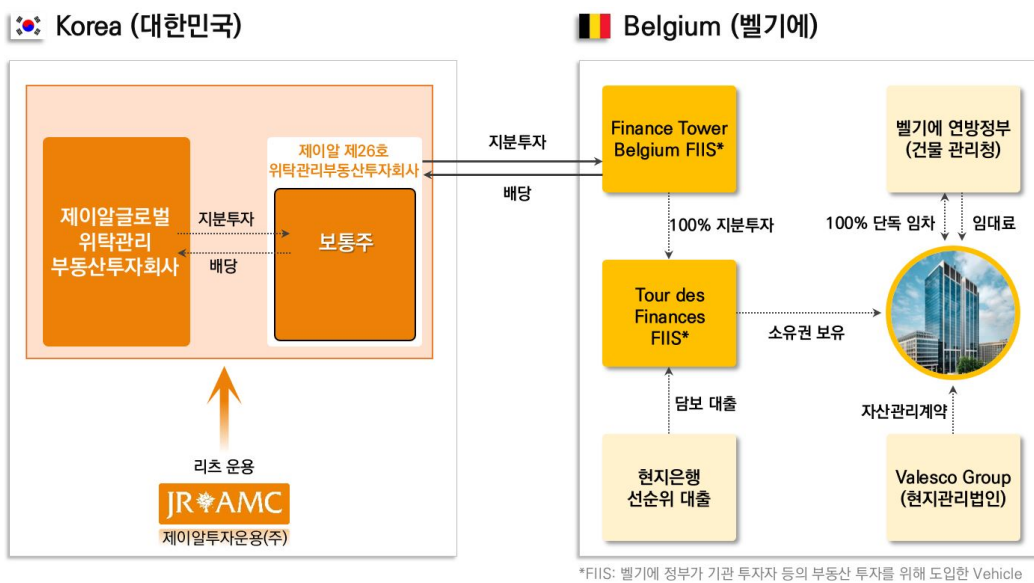 Korea (대한민국)
Belgium (벨기에)
제이알글로벌
위탁관리
부동산투자회사
지분투자
배당
제이알 제26호
위탁관리부동산투자회사
보통주
리츠 운용
JR AMC
제이알투자운용(주)
지분투자
배당
Finance Tower
Belgium FIIS*
100% 지분투자
Tour des
Finances
FIIS*
담보 대출
현지은행
선순위 대출
소유권 보유
벨기에 연방정부
(건물 관리청)
100% 단독 임차
임대료
자산관리계약
Valesco Group
(현지관리법인)
*FIIS: 벨기에 정부가 기관 투자자 등의 부동산 투자를 위해 도입한 Vehicle